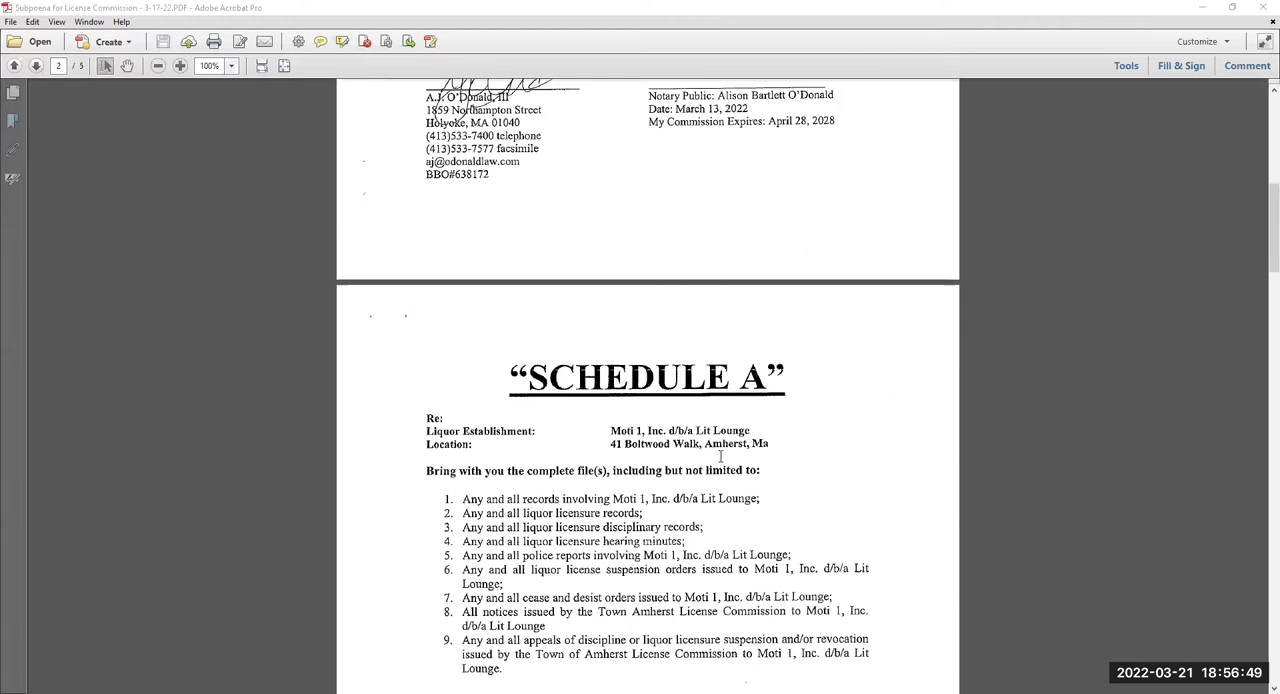 Subpoena for License Commission - 3-17-22.PDF - Adobe Acrobat Pro
File Edit View Window Help
Open Create Customize
2 / 5 100% Tools Fill & Sign Comment
A.J. O'Donald, III
1859 Northampton Street
Holyoke, MA 01040
(413)533-7400 telephone
(413)533-7577 facsimile
aj@odonaldlaw.com
BBO#638172
Notary Public: Alison Bartlett O'Donald
Date: March 13, 2022
My Commission Expires: April 28, 2028
“SCHEDULE A”
Re:
Liquor Establishment: Moti 1, Inc. d/b/a Lit Lounge
Location: 41 Boltwood Walk, Amherst, Ma
Bring with you the complete file(s), including but not limited to:
1. Any and all records involving Moti 1, Inc. d/b/a Lit Lounge;
2. Any and all liquor licensure records;
3. Any and all liquor licensure disciplinary records;
4. Any and all liquor licensure hearing minutes;
5. Any and all police reports involving Moti 1, Inc. d/b/a Lit Lounge;
6. Any and all liquor license suspension orders issued to Moti 1, Inc. d/b/a Lit
Lounge;
7. Any and all cease and desist orders issued to Moti 1, Inc. d/b/a Lit Lounge;
8. All notices issued by the Town Amherst License Commission to Moti 1, Inc.
d/b/a Lit Lounge
9. Any and all appeals of discipline or liquor licensure suspension and/or revocation
issued by the Town of Amherst License Commission to Moti 1, Inc. d/b/a Lit
Lounge.
2022-03-21 18:56:49